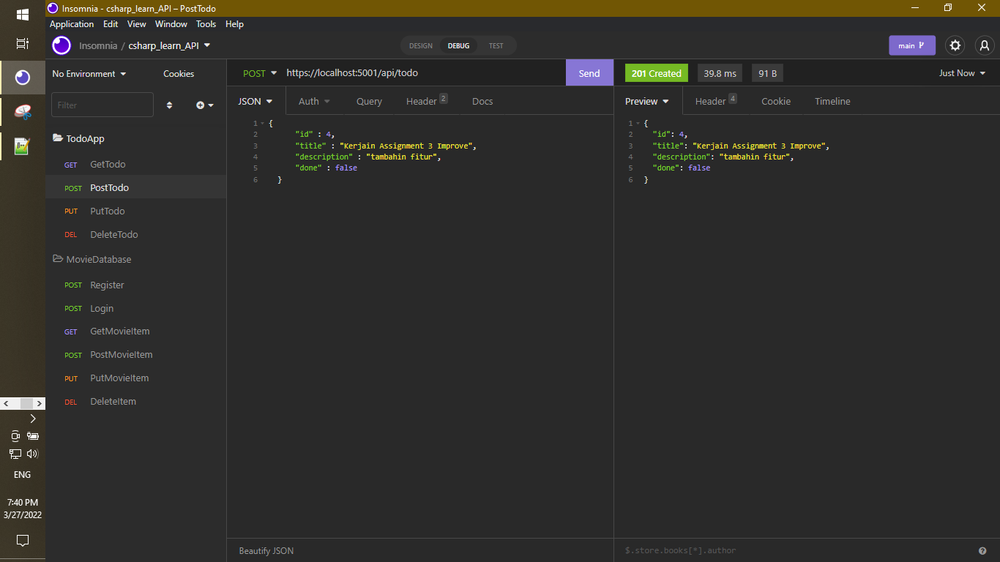 Insomnia - csharp_learn_API – PostTodo
Application Edit View Window Tools Help
Insomnia / csharp_learn_API
DESIGN DEBUG TEST
main
No Environment Cookies
Filter
TodoApp
GET GetTodo
POST PostTodo
PUT PutTodo
DEL DeleteTodo
MovieDatabase
POST Register
POST Login
GET GetMovieItem
POST PostMovieItem
PUT PutMovieItem
DEL DeleteItem
POST https://localhost:5001/api/todo Send
JSON Auth Query Header 2 Docs
1 {
2 "id" : 4,
3 "title" : "Kerjain Assignment 3 Improve",
4 "description" : "tambahin fitur",
5 "done" : false
6 }
Beautify JSON
201 Created 39.8 ms 91 B Just Now
Preview Header 4 Cookie Timeline
1 {
2 "id": 4,
3 "title": "Kerjain Assignment 3 Improve",
4 "description": "tambahin fitur",
5 "done": false
6 }
$.store.books[*].author
ENG
7:40 PM
3/27/2022